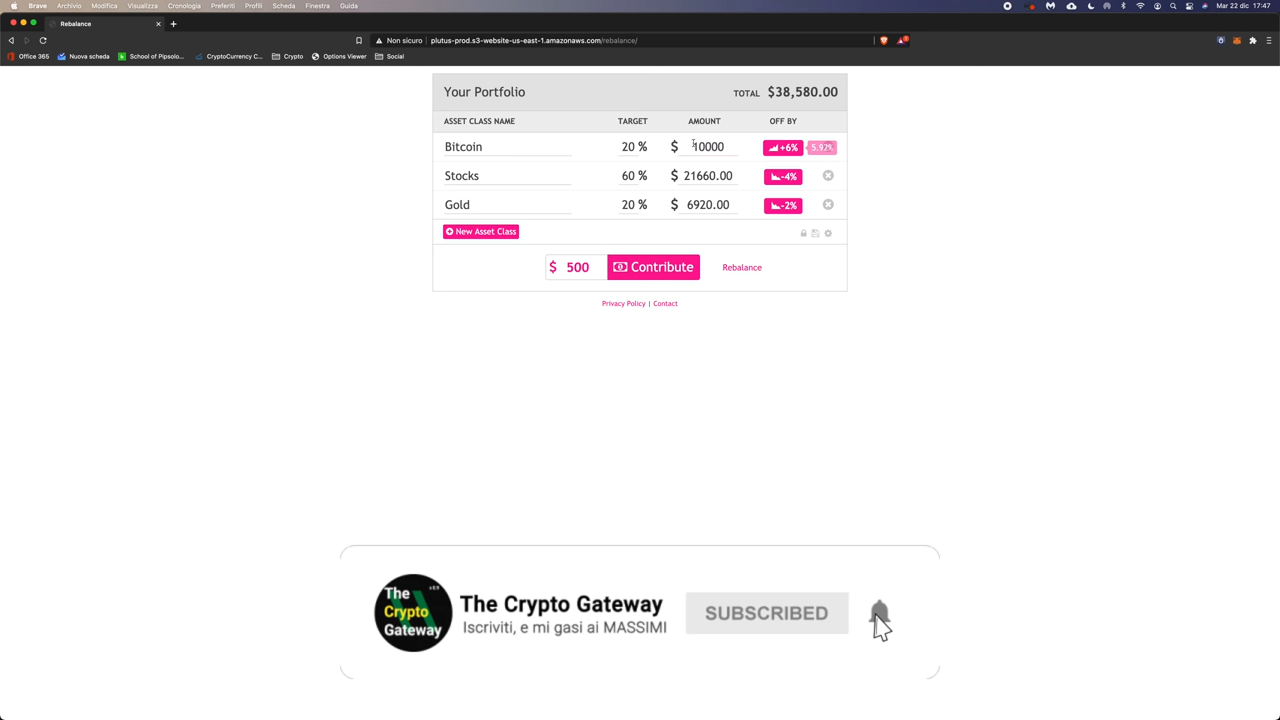 Brave Archivio Modifica Visualizza Cronologia Preferiti Profili Scheda Finestra Guida Mar 22 dic 17:47
Rebalance
Non sicuro plutus-prod.s3-website-us-east-1.amazonaws.com/rebalance/
Office 365 Nuova scheda School of Pipsolo... CryptoCurrency C... Crypto Options Viewer Social
Your Portfolio TOTAL $38,580.00
ASSET CLASS NAME TARGET AMOUNT OFF BY
Bitcoin 20 % $ 10000 +6% 5.92%
Stocks 60 % $ 21660.00 -4%
Gold 20 % $ 6920.00 -2%
New Asset Class
$ 500 Contribute Rebalance
Privacy Policy | Contact
The
Crypto
Gateway
The Crypto Gateway
Iscriviti, e mi gasi ai MASSIMI
SUBSCRIBED